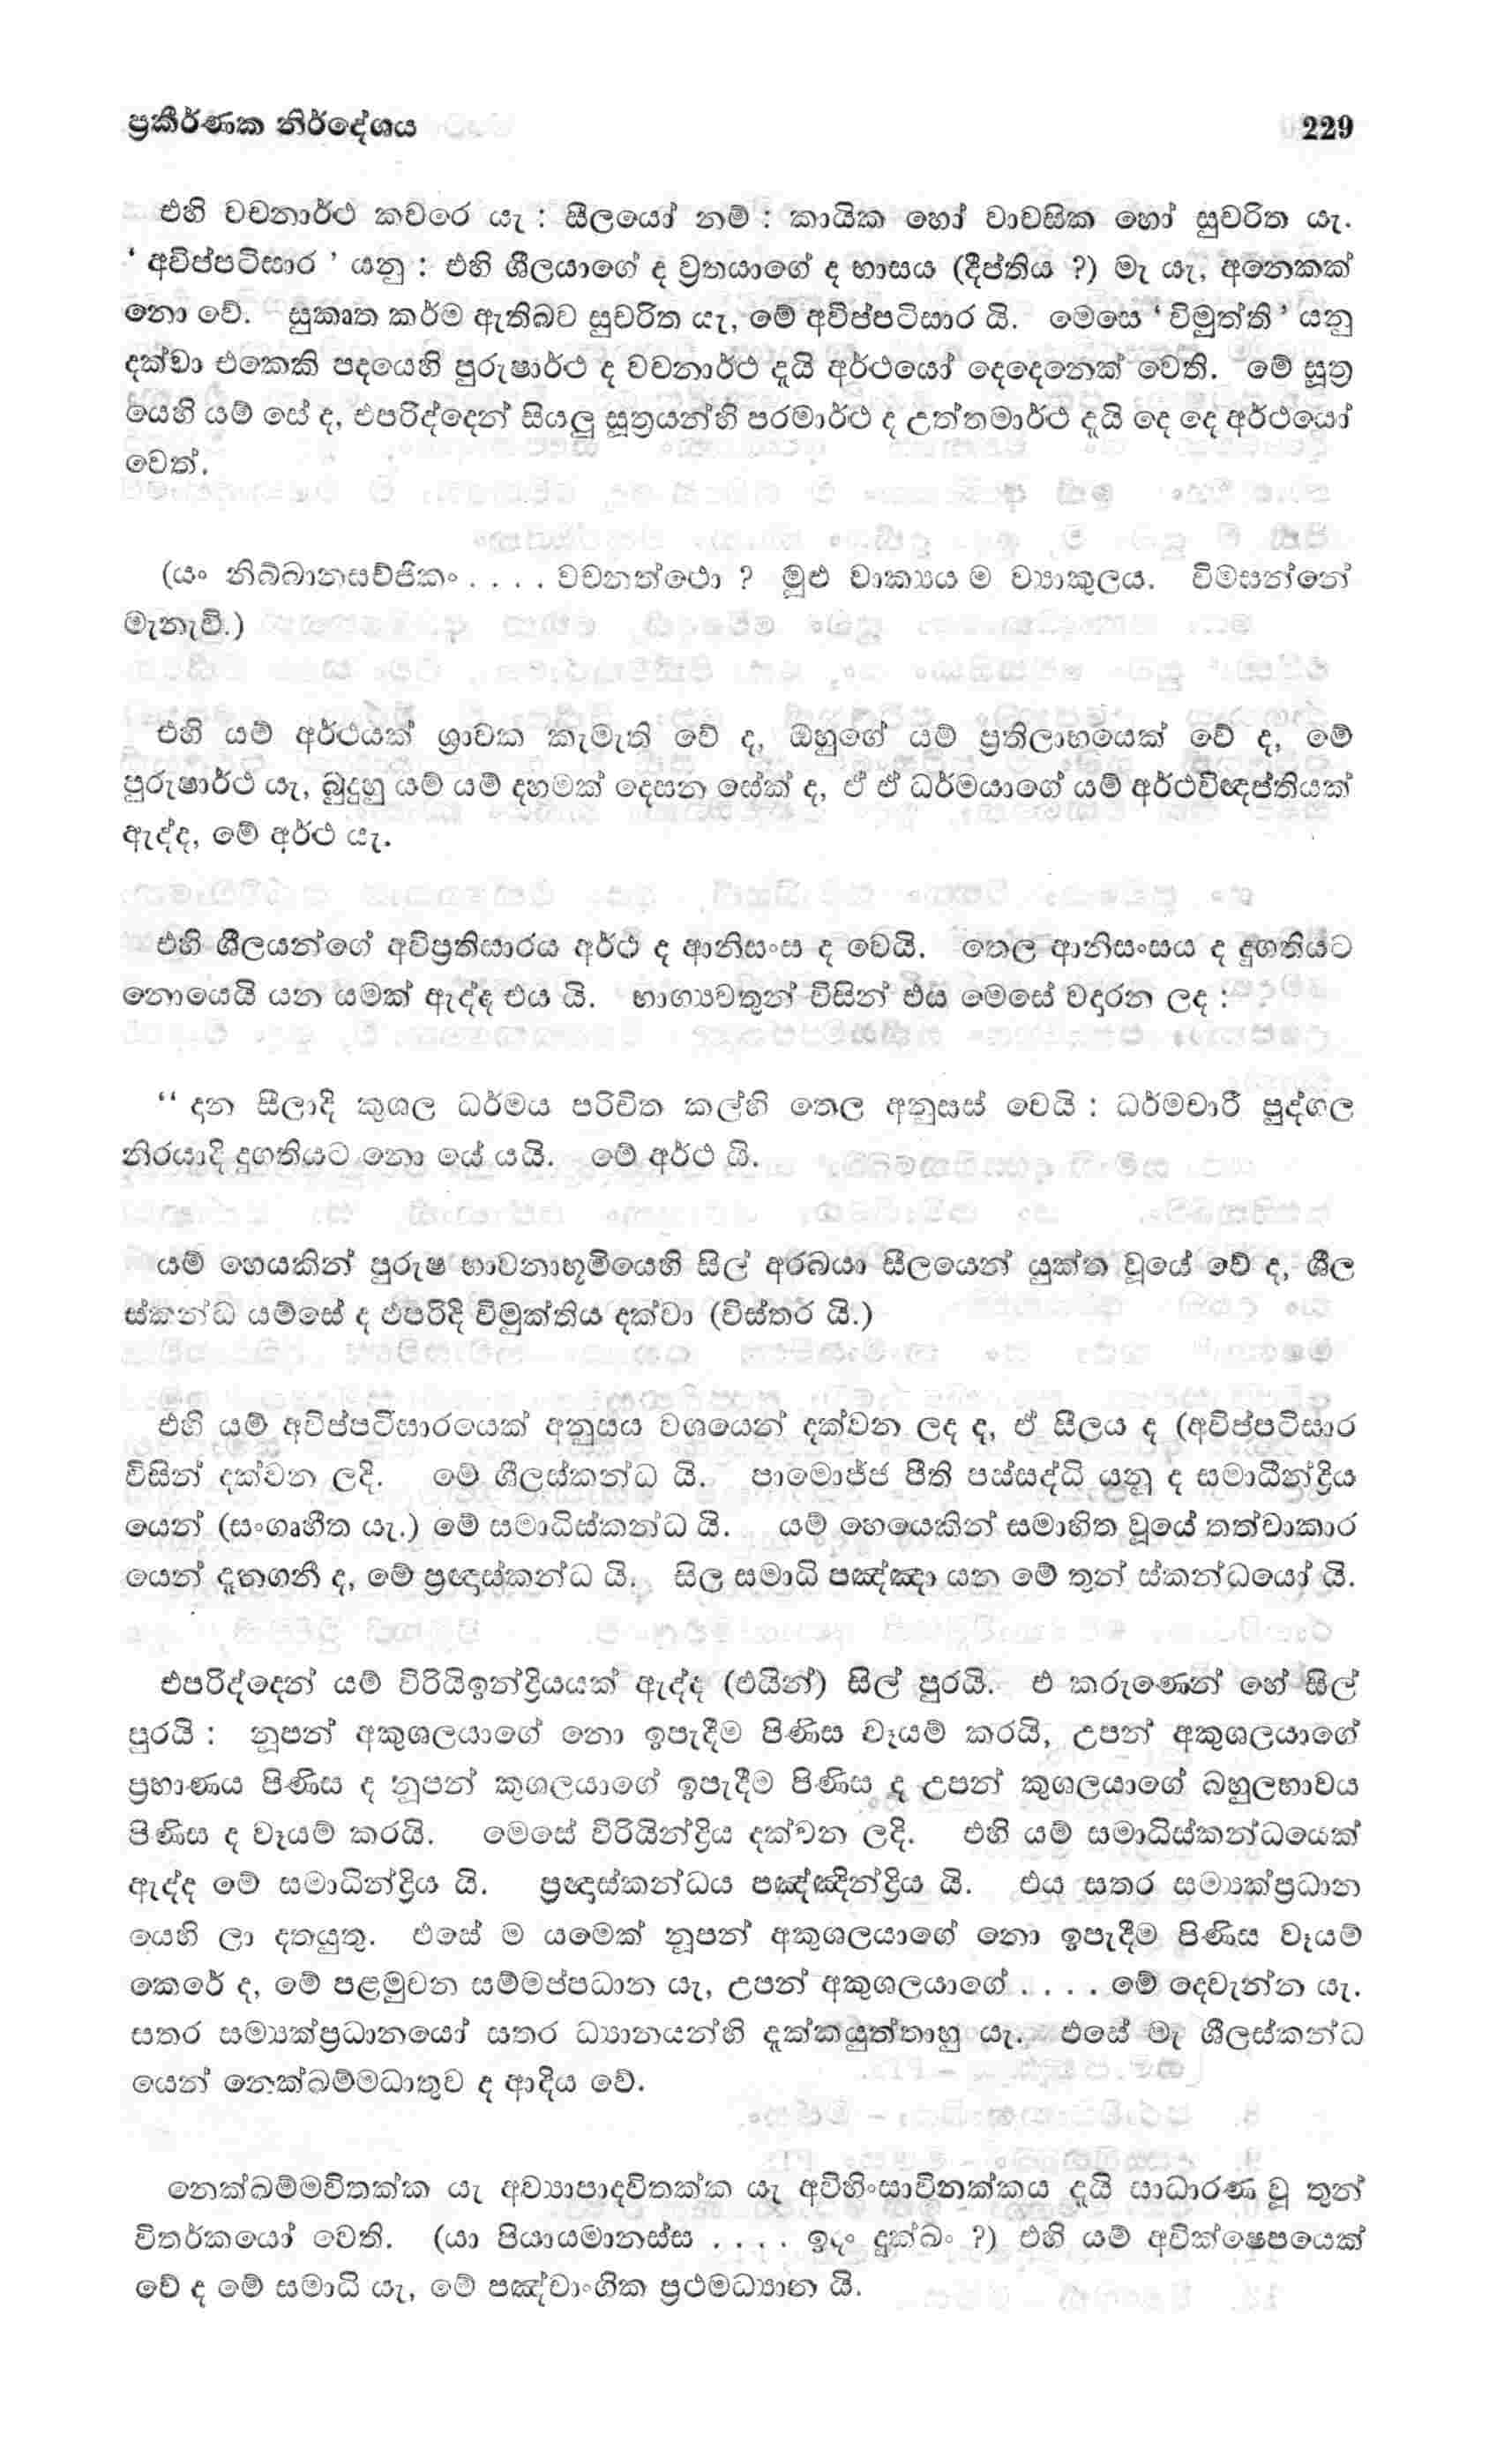 ප්‍රකීර්ණක නිර්දේශය 229
එහි වචනාර්ථ කවරෙ යැ : සීලයෝ නම් : කායික හෝ වාචසික හෝ සුචරිත යැ.
‘ අවිප්පටිසාර ’ යනු : එහි ශීලයාගේ ද ව්‍රතයාගේ ද භාසය (දීප්තිය ?) මැ යැ, අනෙකක්
නො වේ. සුකෘත කර්ම ඇතිබව සුචරිත යැ, මේ අවිප්පටිසාර යි. මෙසෙ ‘ විමුත්ති ’ යනු
දක්වා එකෙකි පදයෙහි පුරුෂාර්ථ ද වචනාර්ථ දැයි අර්ථයෝ දෙදෙනෙක් වෙති. මේ සූත්‍ර
යෙහි යම් සේ ද, එපරිද්දෙන් සියලු සූත්‍රයන්හි පරමාර්ථ ද උත්තමාර්ථ දැයි දෙ දෙ අර්ථයෝ
වෙත්.
(යං නිබ්බානසච්ඡිකං . . . . වචනත්ථො ? මුළු වාක්‍යය ම ව්‍යාකුලය. විමසන්නේ
මැනැවි.)
එහි යම් අර්ථයක් ශ්‍රාවක කැමැති වේ ද, ඔහුගේ යම් ප්‍රතිලාභයෙක් වේ ද, මේ
පුරුෂාර්ථ යැ, බුදුහු යම් යම් දහමක් දෙසන සේක් ද, ඒ ඒ ධර්මයාගේ යම් අර්ථවිඥප්තියක්
ඇද්ද, මේ අර්ථ යැ.
එහි ශීලයන්ගේ අවිප්‍රතිසාරය අර්ථ ද ආනිසංස ද වෙයි. තෙල ආනිසංසය ද දුගතියට
නොයෙයි යන යමක් ඇද්ද එය යි. භාග්‍යවතුන් විසින් එය මෙසේ වදාරන ලද :
“ දාන සීලාදි කුශල ධර්මය පරිචිත කල්හි තෙල අනුසස් වෙයි : ධර්මචාරී පුද්ගල
නිරයාදි දුගතියට නො යේ යයි. මේ අර්ථ යි.
යම් හෙයකින් පුරුෂ භාවනාභූමියෙහි සිල් අරබයා සීලයෙන් යුක්ත වූයේ වේ ද, ශීල
ස්කන්ධ යම්සේ ද එපරිදි විමුක්තිය දක්වා (විස්තර යි.)
එහි යම් අවිප්පටිසාරයෙක් අනුසය වශයෙන් දක්වන ලද ද, ඒ සීලය ද (අවිප්පටිසාර
විසින් දක්වන ලදි. මේ ශීලස්කන්ධ යි. පාමොජ්ජ පීති පස්සද්ධි යනු ද සමාධීන්ද්‍රිය
යෙන් (සංගෘහීත යැ.) මේ සමාධිස්කන්ධ යි. යම් හෙයෙකින් සමාහිත වූයේ තත්වාකාර
යෙන් දැනගනී ද, මේ ප්‍රඥාස්කන්ධ යි. සිල සමාධි පඤ්ඤා යන මේ තුන් ස්කන්ධයෝ යි.
එපරිද්දෙන් යම් විරියිඉන්ද්‍රියයක් ඇද්ද (එයින්) සිල් පුරයි. එ කරුණෙන් හේ සිල්
පුරයි : නූපන් අකුශලයාගේ නො ඉපැදීම පිණිස වෑයම් කරයි, උපන් අකුශලයාගේ
ප්‍රහාණය පිණිස ද නූපන් කුශලයාගේ ඉපැදීම පිණිස ද උපන් කුශලයාගේ බහුලභාවය
පිණිස ද වෑයම් කරයි. මෙසේ විරියින්ද්‍රිය දක්වන ලදි. එහි යම් සමාධිස්කන්ධයෙක්
ඇද්ද මේ සමාධින්ද්‍රිය යි. ප්‍රඥාස්කන්ධය පඤ්ඤින්ද්‍රිය යි. එය සතර සම්‍යක්ප්‍රධාන
යෙහි ලා දතයුතු. එසේ ම යමෙක් නූපන් අකුශලයාගේ නො ඉපැදීම පිණිස වෑයම්
කෙරේ ද, මේ පළමුවන සම්මප්පධාන යැ, උපන් අකුශලයාගේ . . . . මේ දෙවැන්න යැ.
සතර සම්‍යක්ප්‍රධානයෝ සතර ධ්‍යානයන්හි දැක්කයුත්තාහු යැ. එසේ මැ ශීලස්කන්ධ
යෙන් නෙක්ඛම්මධාතුව ද ආදිය වේ.
නෙක්ඛම්මවිතක්ක යැ අව්‍යාපාදවිතක්ක යැ අවිහිංසාවිතක්කය දැයි සාධාරණ වූ තුන්
විතර්කයෝ වෙති. (යා පියායමානස්ස . . . . ඉදං දුක්ඛං ?) එහි යම් අවික්ෂෙපයෙක්
වේ ද මේ සමාධි යැ, මේ පඤ්චාංගික ප්‍රථමධ්‍යාන යි.